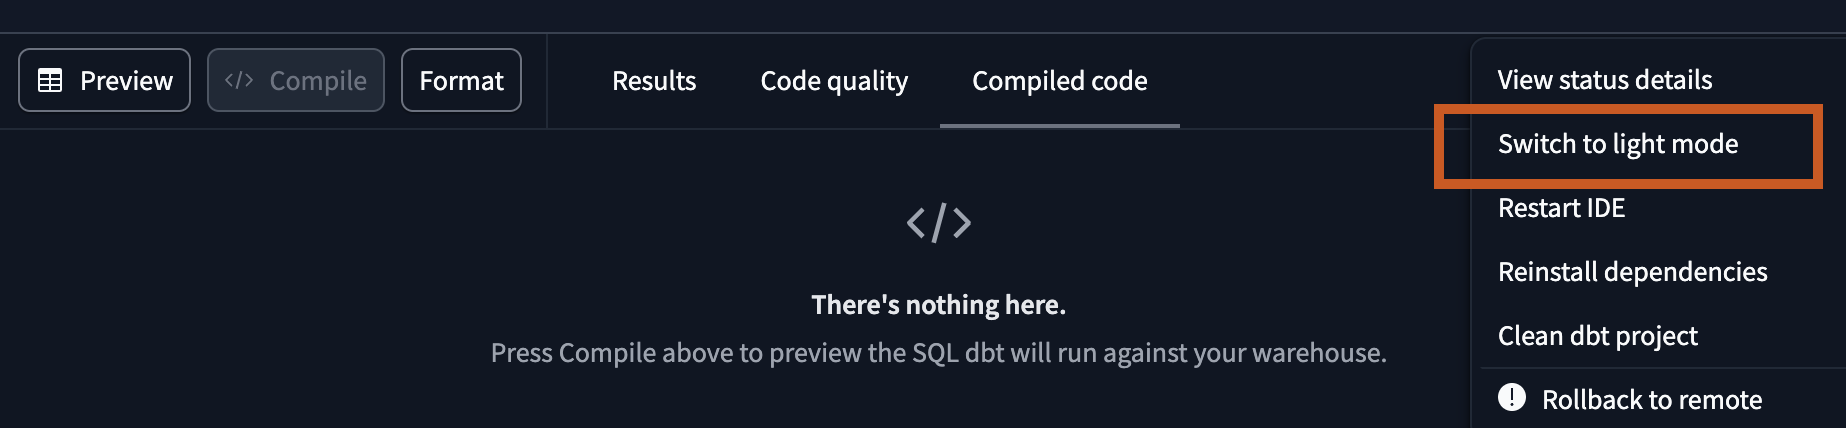 Preview
</> Compile
Format
Results
Code quality
Compiled code
</>
There's nothing here.
Press Compile above to preview the SQL dbt will run against your warehouse.
View status details
Switch to light mode
Restart IDE
Reinstall dependencies
Clean dbt project
Rollback to remote